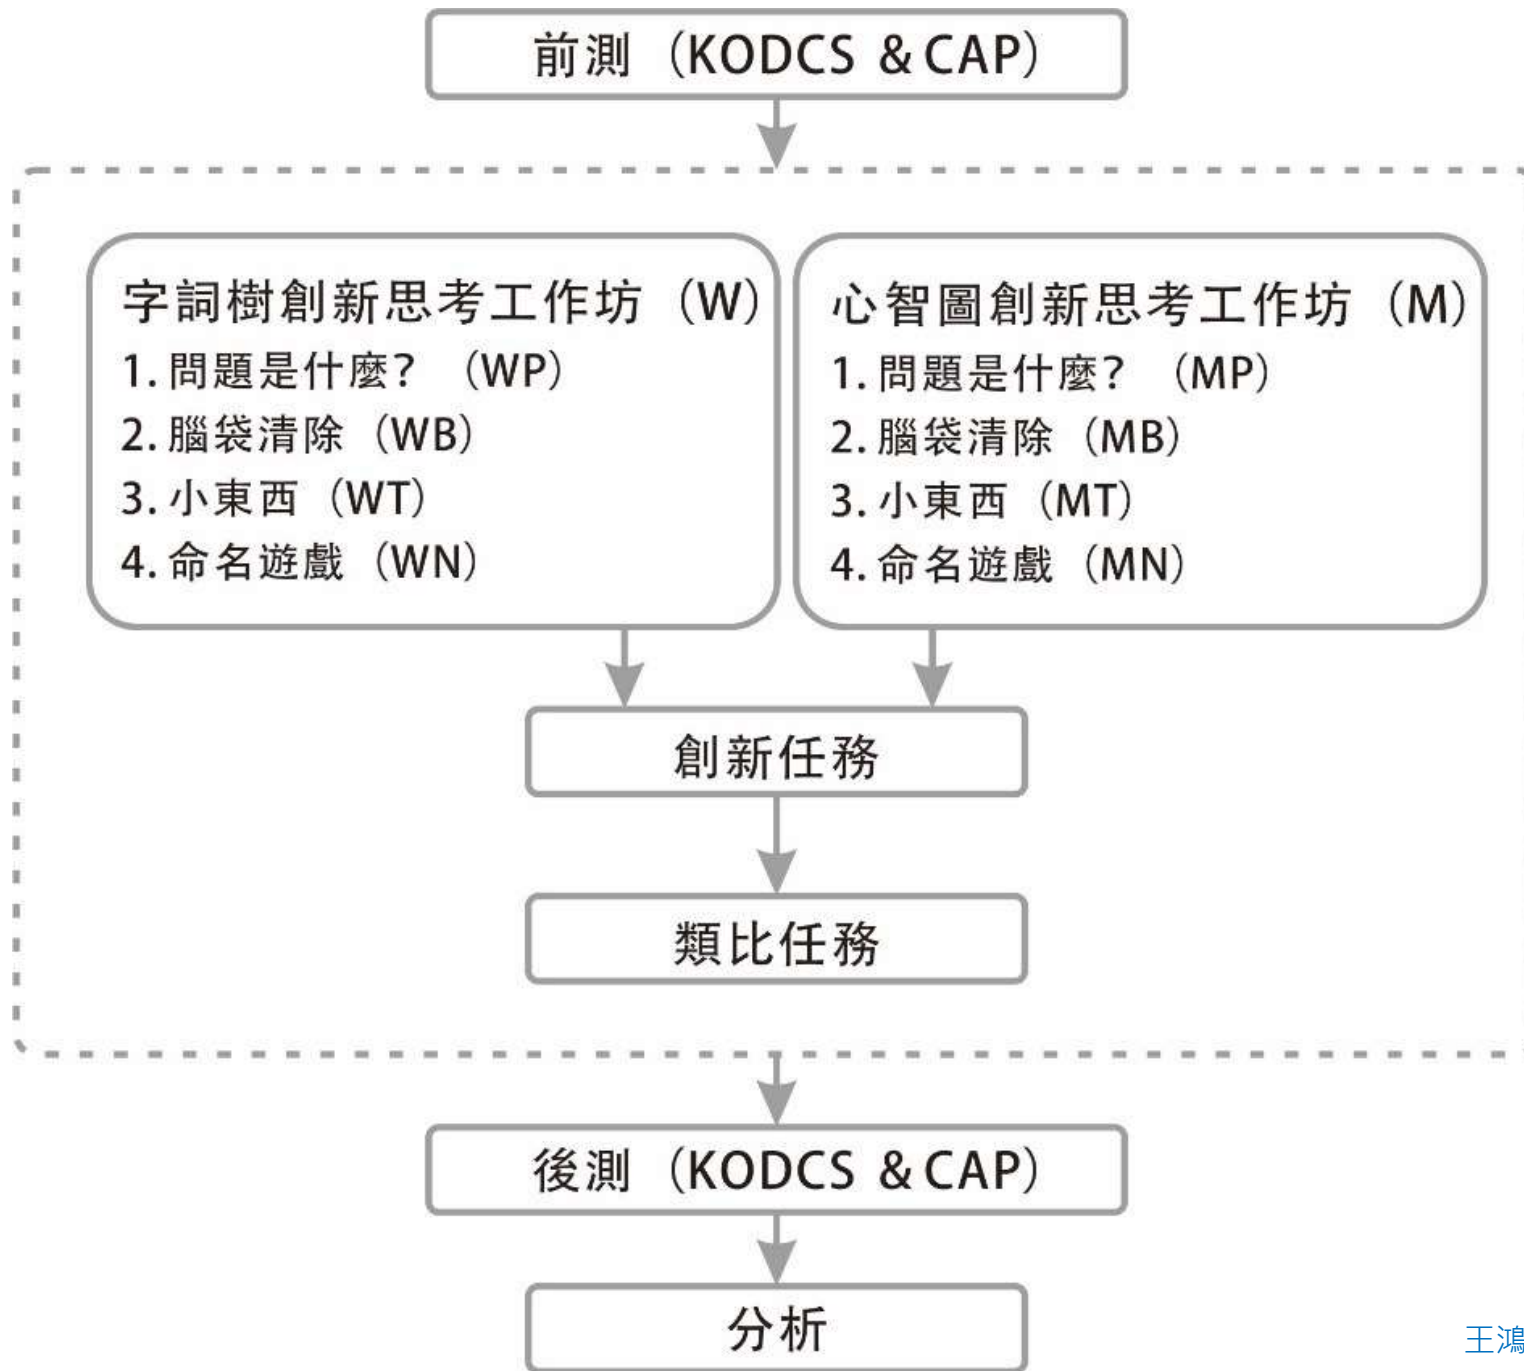 前測（KODCS & CAP）
字詞樹創新思考工作坊（W）
1. 問題是什麼？（WP）
2. 腦袋清除（WB）
3. 小東西（WT）
4. 命名遊戲（WN）
心智圖創新思考工作坊（M）
1. 問題是什麼？（MP）
2. 腦袋清除（MB）
3. 小東西（MT）
4. 命名遊戲（MN）
創新任務
類比任務
後測（KODCS & CAP）
分析
王鴻